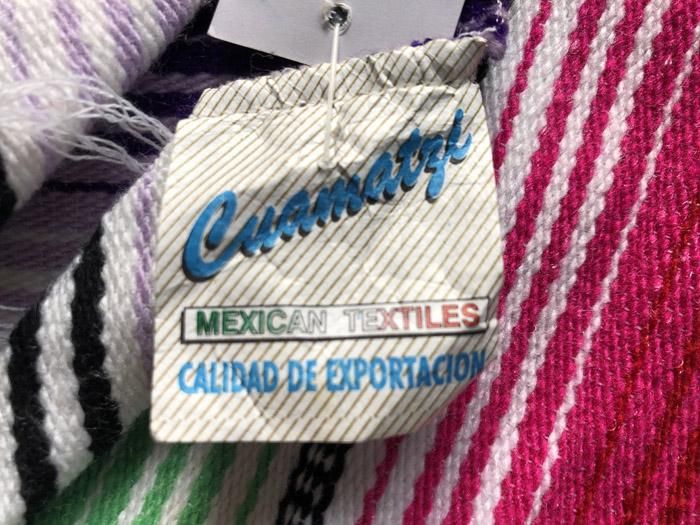 Cuamatzi
MEXICAN TEXTILES
CALIDAD DE EXPORTACION